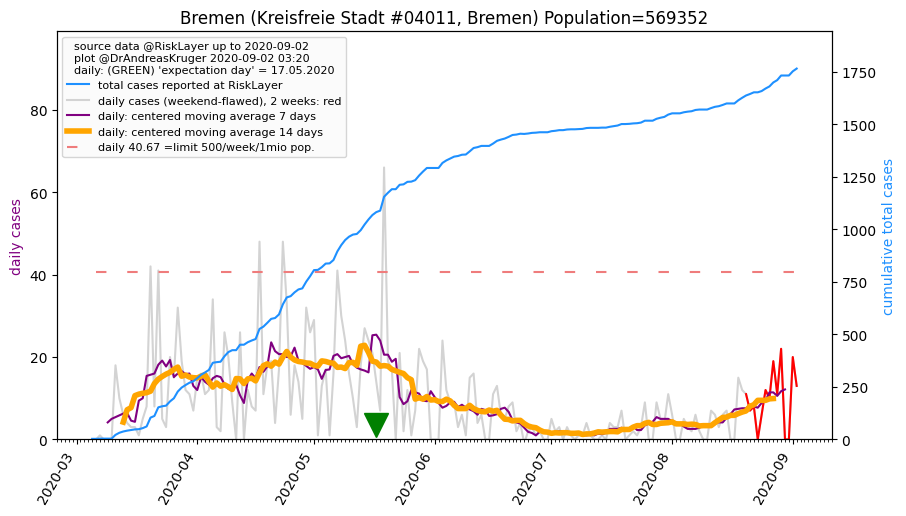 Bremen (Kreisfreie Stadt #04011, Bremen) Population=569352
source data @RiskLayer up to 2020-09-02
plot @DrAndreasKruger 2020-09-02 03:20
daily: (GREEN) 'expectation day' = 17.05.2020
total cases reported at RiskLayer
daily cases (weekend-flawed), 2 weeks: red
daily: centered moving average 7 days
daily: centered moving average 14 days
daily 40.67 =limit 500/week/1mio pop.
daily cases
80
60
40
20
0
cumulative total cases
1750
1500
1250
1000
750
500
250
0
2020-03
2020-04
2020-05
2020-06
2020-07
2020-08
2020-09